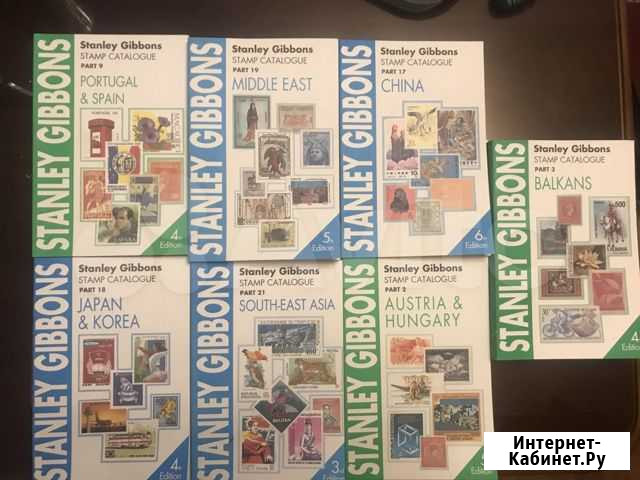 STANLEY GIBBONS
Stanley Gibbons
STAMP CATALOGUE
PART 9
PORTUGAL
& SPAIN
4th
Edition
STANLEY GIBBONS
Stanley Gibbons
STAMP CATALOGUE
PART 19
MIDDLE EAST
5th
Edition
STANLEY GIBBONS
Stanley Gibbons
STAMP CATALOGUE
PART 17
CHINA
6th
Edition
STANLEY GIBBONS
Stanley Gibbons
STAMP CATALOGUE
PART 3
BALKANS
500
4
STANLEY GIBBONS
Stanley Gibbons
STAMP CATALOGUE
PART 18
JAPAN
& KOREA
4th
Edition
STANLEY GIBBONS
Stanley Gibbons
STAMP CATALOGUE
PART 21
SOUTH-EAST ASIA
BHUTAN
3rd
Edition
STANLEY GIBBONS
Stanley Gibbons
STAMP CATALOGUE
PART 2
AUSTRIA &
HUNGARY
Интернет-
Кабинет.Ру